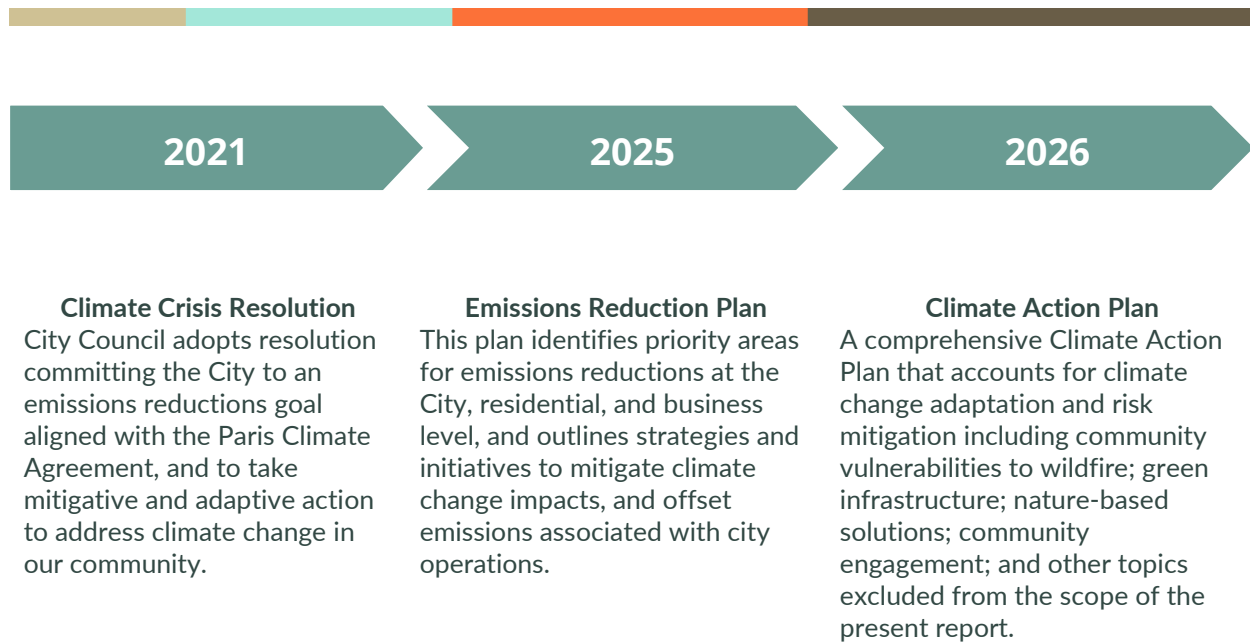 2021
2025
2026
Climate Crisis Resolution
City Council adopts resolution
committing the City to an
emissions reductions goal
aligned with the Paris Climate
Agreement, and to take
mitigative and adaptive action
to address climate change in
our community.
Emissions Reduction Plan
This plan identifies priority areas
for emissions reductions at the
City, residential, and business
level, and outlines strategies and
initiatives to mitigate climate
change impacts, and offset
emissions associated with city
operations.
Climate Action Plan
A comprehensive Climate Action
Plan that accounts for climate
change adaptation and risk
mitigation including community
vulnerabilities to wildfire; green
infrastructure; nature-based
solutions; community
engagement; and other topics
excluded from the scope of the
present report.